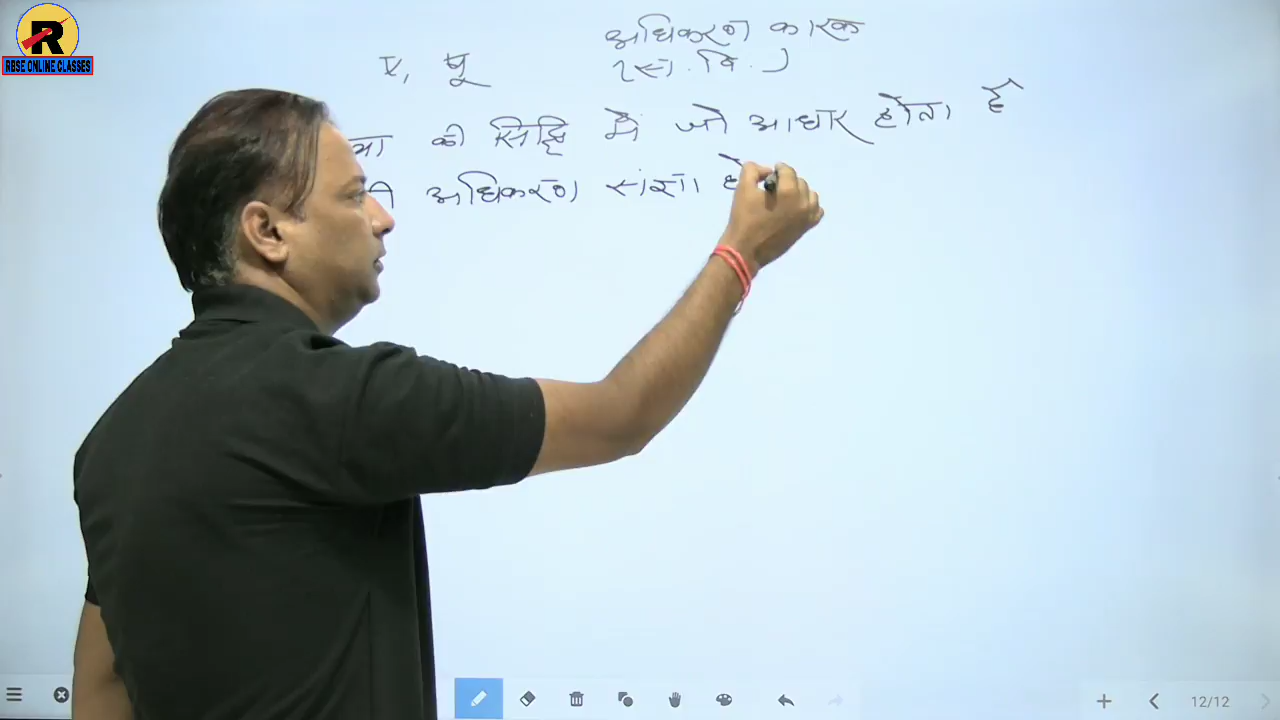 R
RBSE ONLINE CLASSES
अधिकरण कारक
(स. वि.)
की सिद्धि में जो आधार होता है
अधिकरण संज्ञा
12/12